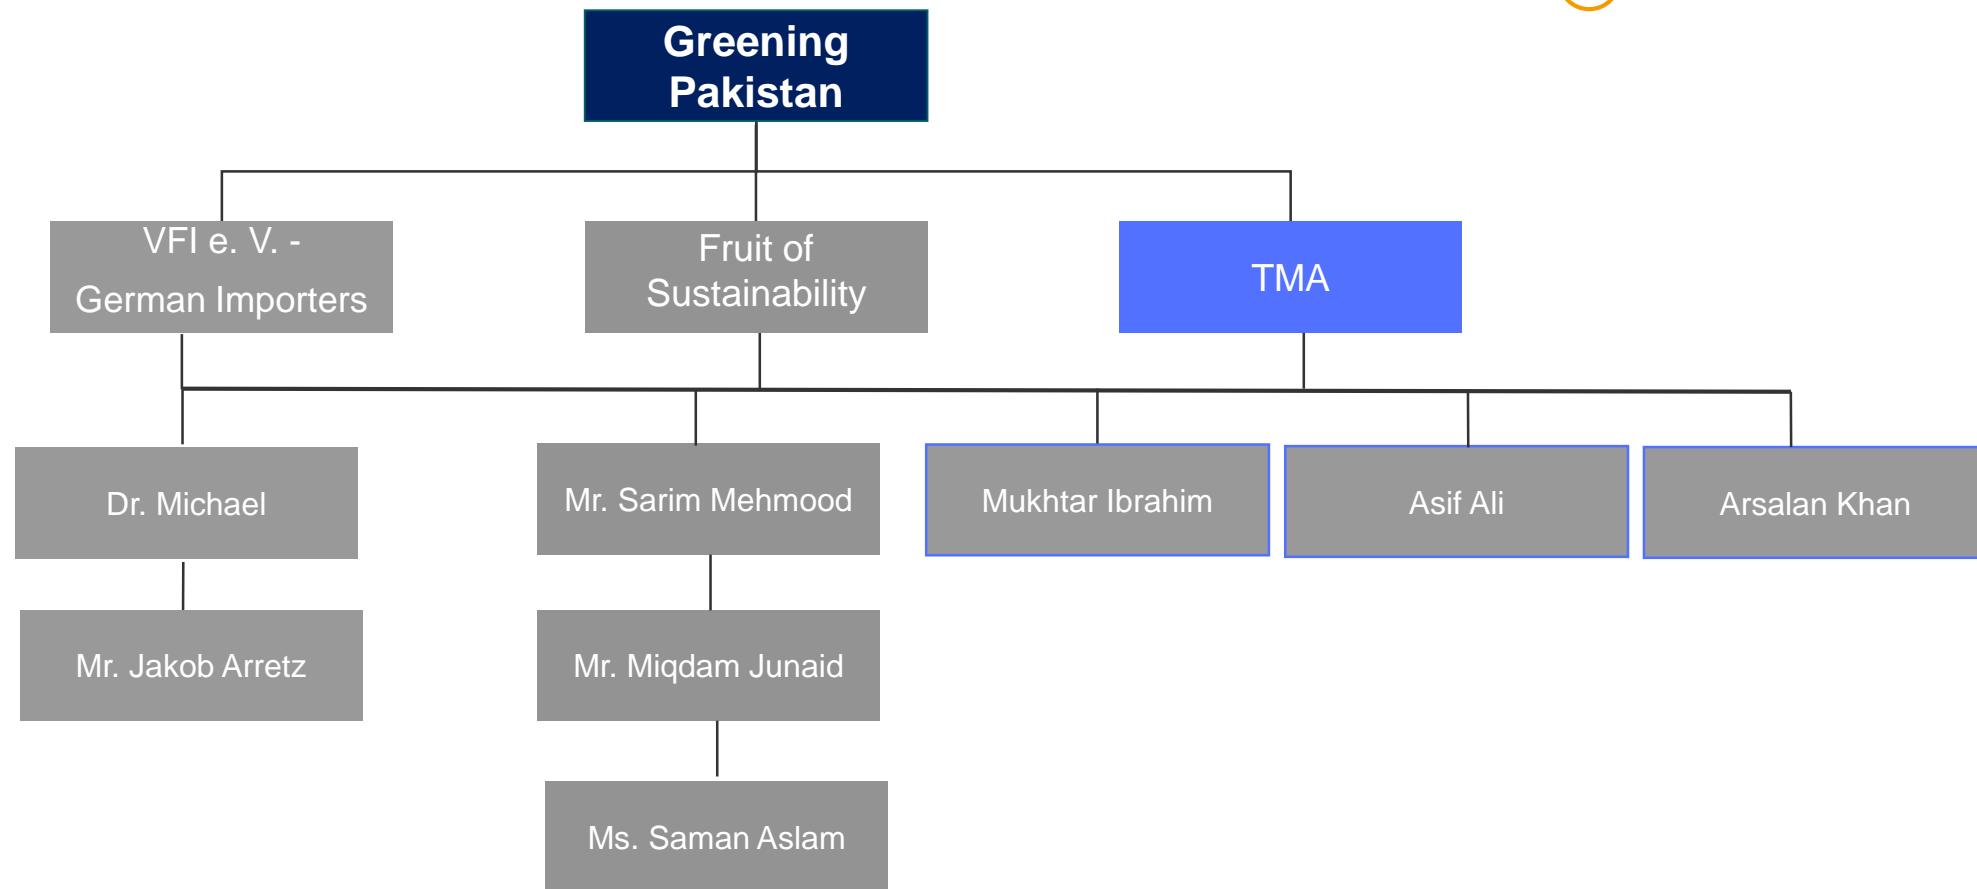 Greening
Pakistan
VFI e. V. -
German Importers
Fruit of
Sustainability
TMA
Dr. Michael
Mr. Sarim Mehmood
Mukhtar Ibrahim
Asif Ali
Arsalan Khan
Mr. Jakob Arretz
Mr. Miqdam Junaid
Ms. Saman Aslam